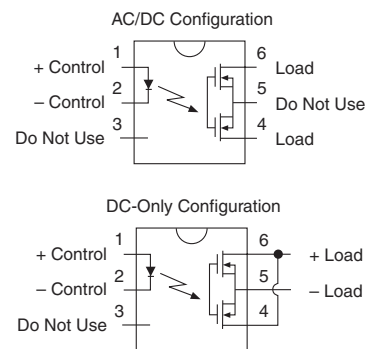 AC/DC Configuration
1
6
+ Control
Load
2
5
– Control
Do Not Use
3
4
Do Not Use
Load
DC-Only Configuration
1
6
+ Control
+ Load
2
5
– Control
– Load
3
4
Do Not Use